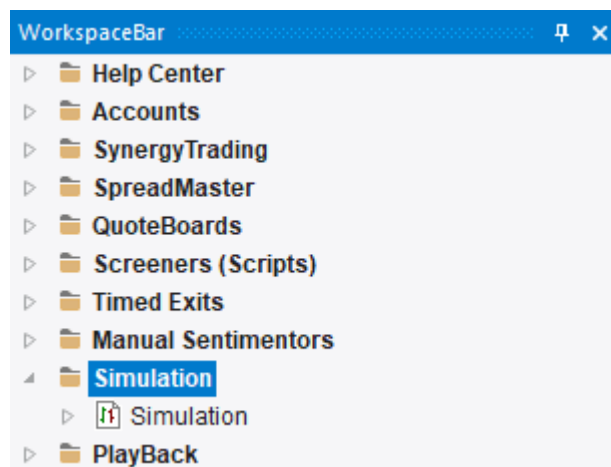 WorkspaceBar
Help Center
Accounts
SynergyTrading
SpreadMaster
QuoteBoards
Screeners (Scripts)
Timed Exits
Manual Sentimentors
Simulation
Simulation
PlayBack